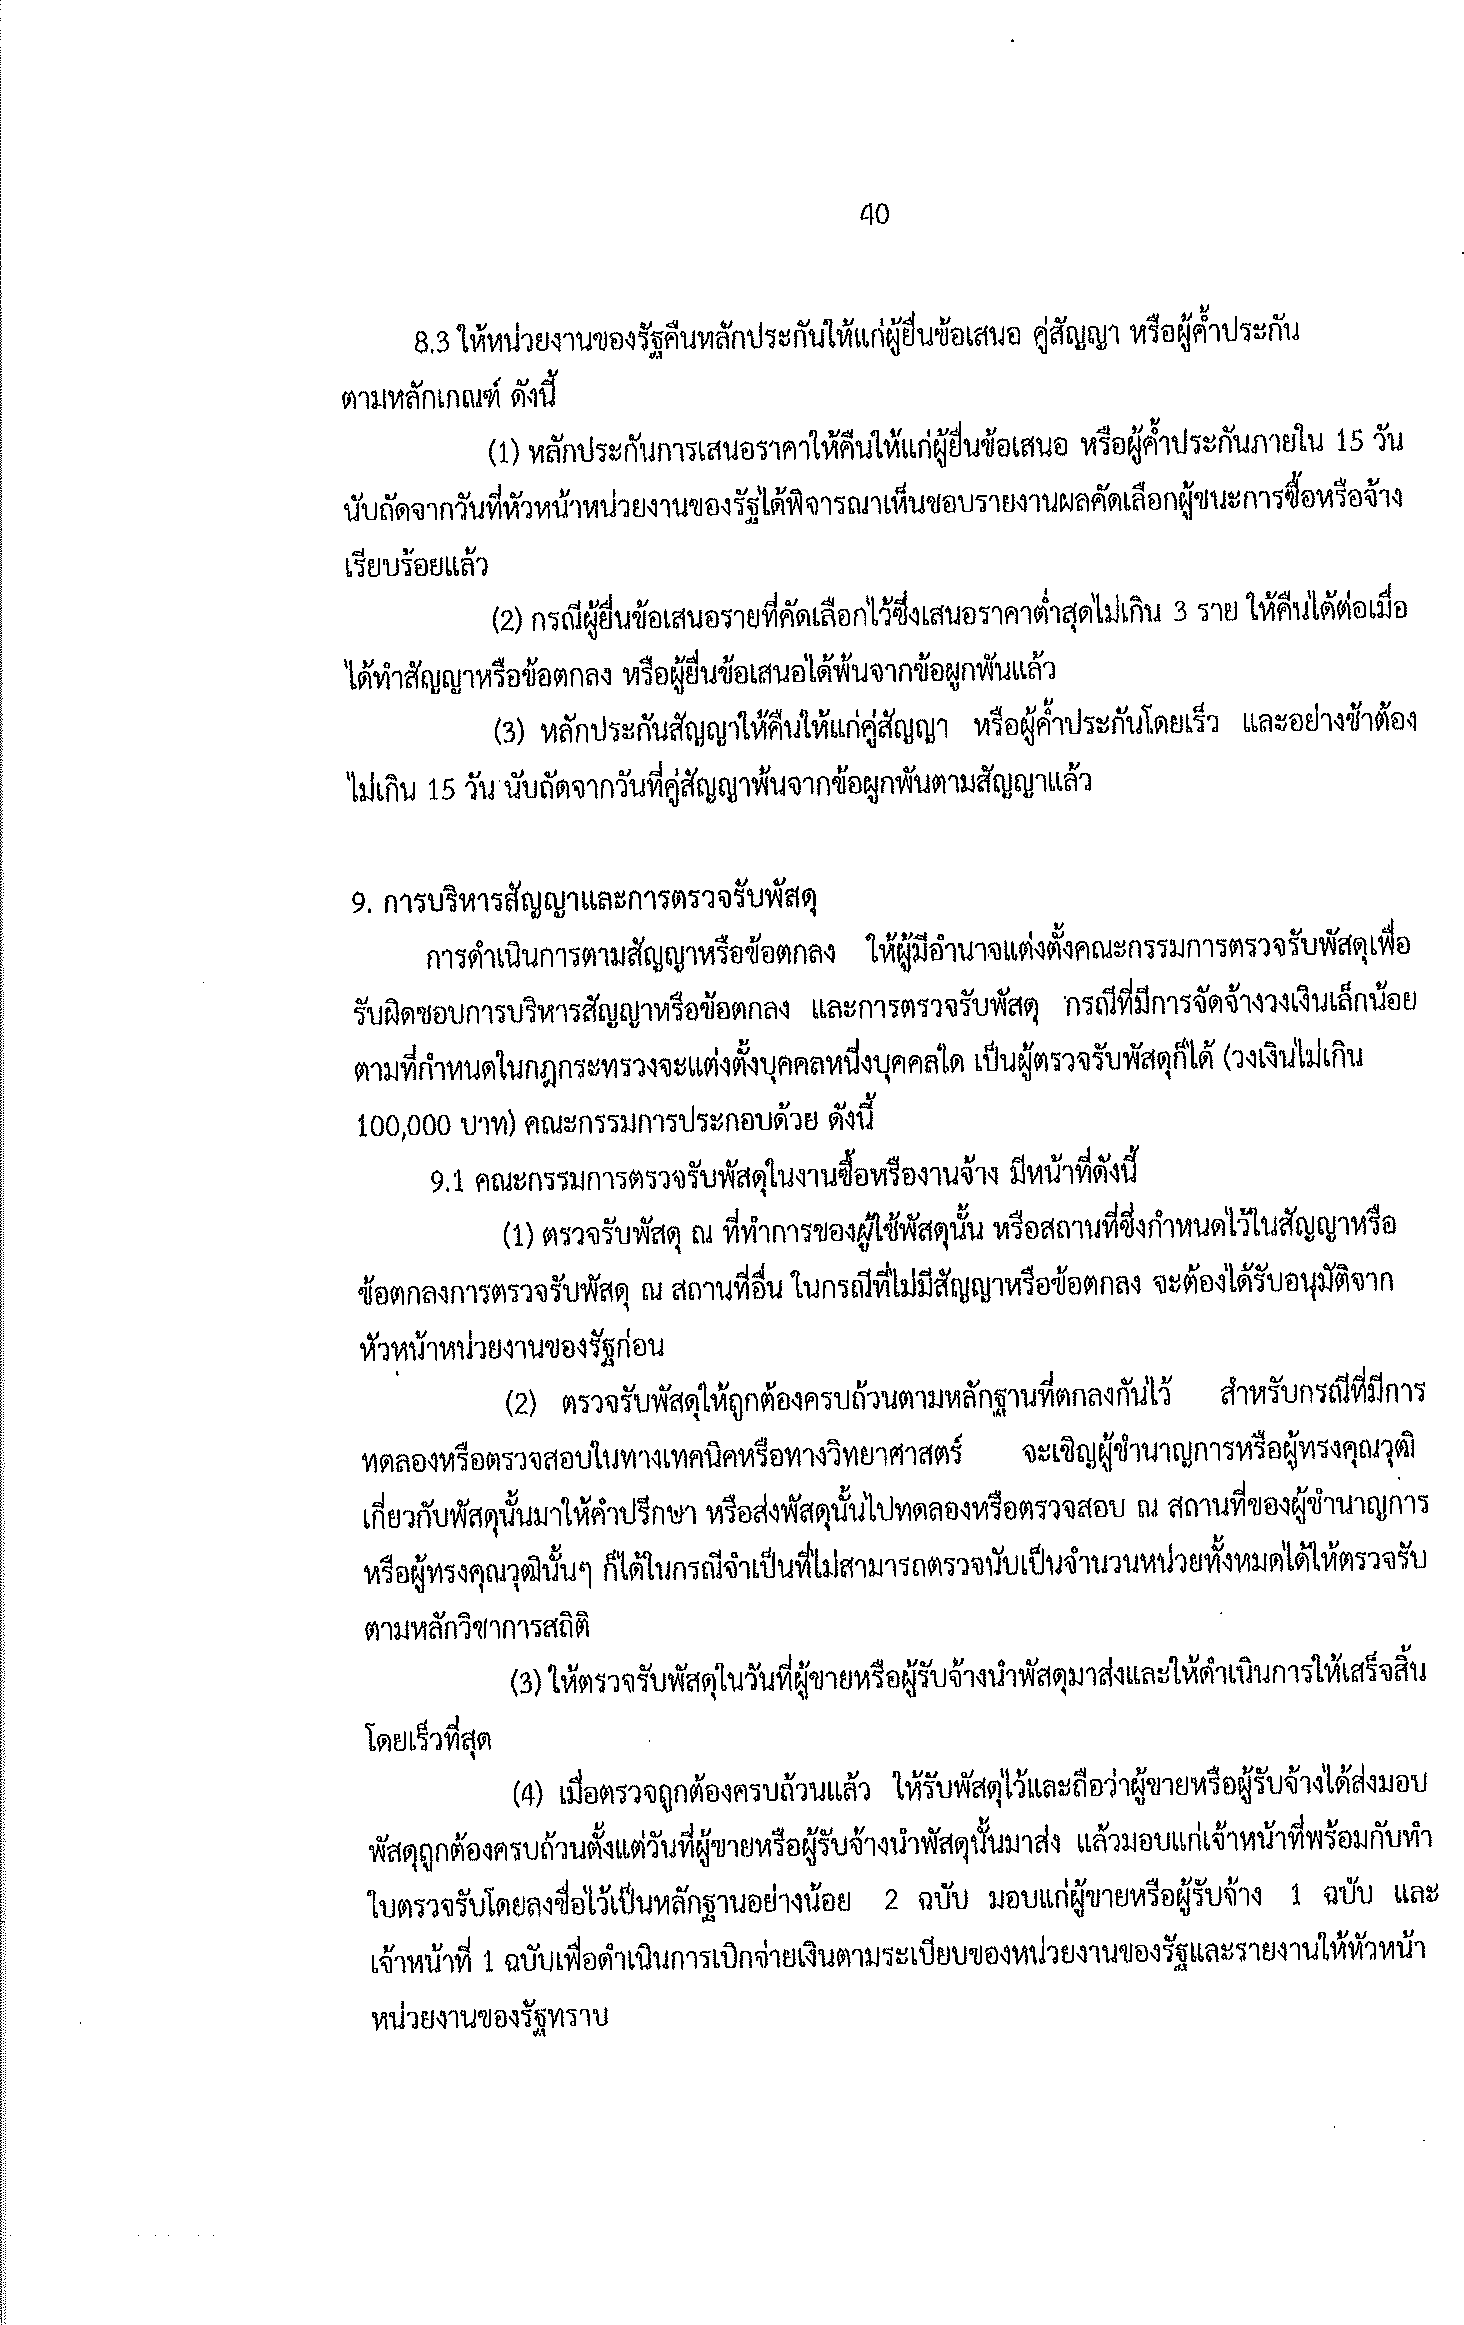 40
8.3 ให้หน่วยงานของรัฐคืนหลักประกันให้แก่ผู้ยื่นข้อเสนอ คู่สัญญา หรือผู้ค้ำประกัน
ตามหลักเกณฑ์ ดังนี้
(1) หลักประกันการเสนอราคาให้คืนให้แก่ผู้ยื่นข้อเสนอ หรือผู้ค้ำประกันภายใน 15 วัน
นับถัดจากวันที่หัวหน้าหน่วยงานของรัฐได้พิจารณาเห็นชอบรายงานผลคัดเลือกผู้ชนะการซื้อหรือจ้าง
เรียบร้อยแล้ว
(2) กรณีผู้ยื่นข้อเสนอรายที่คัดเลือกไว้ซึ่งเสนอราคาต่ำสุดไม่เกิน 3 ราย ให้คืนได้ต่อเมื่อ
ได้ทำสัญญาหรือข้อตกลง หรือผู้ยื่นข้อเสนอได้พ้นจากข้อผูกพันแล้ว
(3) หลักประกันสัญญาให้คืนให้แก่คู่สัญญา หรือผู้ค้ำประกันโดยเร็ว และอย่างช้าต้อง
ไม่เกิน 15 วัน นับถัดจากวันที่คู่สัญญาพ้นจากข้อผูกพันตามสัญญาแล้ว
9. การบริหารสัญญาและการตรวจรับพัสดุ
การดำเนินการตามสัญญาหรือข้อตกลง ให้ผู้มีอำนาจแต่งตั้งคณะกรรมการตรวจรับพัสดุเพื่อ
รับผิดชอบการบริหารสัญญาหรือข้อตกลง และการตรวจรับพัสดุ กรณีที่มีการจัดจ้างวงเงินเล็กน้อย
ตามที่กำหนดในกฎกระทรวงจะแต่งตั้งบุคคลหนึ่งบุคคลใด เป็นผู้ตรวจรับพัสดุก็ได้ (วงเงินไม่เกิน
100,000 บาท) คณะกรรมการประกอบด้วย ดังนี้
9.1 คณะกรรมการตรวจรับพัสดุในงานซื้อหรืองานจ้าง มีหน้าที่ดังนี้
(1) ตรวจรับพัสดุ ณ ที่ทำการของผู้ใช้พัสดุนั้น หรือสถานที่ซึ่งกำหนดไว้ในสัญญาหรือ
ข้อตกลงการตรวจรับพัสดุ ณ สถานที่อื่น ในกรณีที่ไม่มีสัญญาหรือข้อตกลง จะต้องได้รับอนุมัติจาก
หัวหน้าหน่วยงานของรัฐก่อน
(2) ตรวจรับพัสดุให้ถูกต้องครบถ้วนตามหลักฐานที่ตกลงกันไว้ สำหรับกรณีที่มีการ
ทดลองหรือตรวจสอบในทางเทคนิคหรือทางวิทยาศาสตร์ จะเชิญผู้ชำนาญการหรือผู้ทรงคุณวุฒิ
เกี่ยวกับพัสดุนั้นมาให้คำปรึกษา หรือส่งพัสดุนั้นไปทดลองหรือตรวจสอบ ณ สถานที่ของผู้ชำนาญการ
หรือผู้ทรงคุณวุฒินั้นๆ ก็ได้ในกรณีจำเป็นที่ไม่สามารถตรวจนับเป็นจำนวนหน่วยทั้งหมดได้ให้ตรวจรับ
ตามหลักวิชาการสถิติ
(3) ให้ตรวจรับพัสดุในวันที่ผู้ขายหรือผู้รับจ้างนำพัสดุมาส่งและให้ดำเนินการให้เสร็จสิ้น
โดยเร็วที่สุด
(4) เมื่อตรวจถูกต้องครบถ้วนแล้ว ให้รับพัสดุไว้และถือว่าผู้ขายหรือผู้รับจ้างได้ส่งมอบ
พัสดุถูกต้องครบถ้วนตั้งแต่วันที่ผู้ขายหรือผู้รับจ้างนำพัสดุนั้นมาส่ง แล้วมอบแก่เจ้าหน้าที่พร้อมกับทำ
ใบตรวจรับโดยลงชื่อไว้เป็นหลักฐานอย่างน้อย 2 ฉบับ มอบแก่ผู้ขายหรือผู้รับจ้าง 1 ฉบับ และ
เจ้าหน้าที่ 1 ฉบับเพื่อดำเนินการเบิกจ่ายเงินตามระเบียบของหน่วยงานของรัฐและรายงานให้หัวหน้า
หน่วยงานของรัฐทราบ